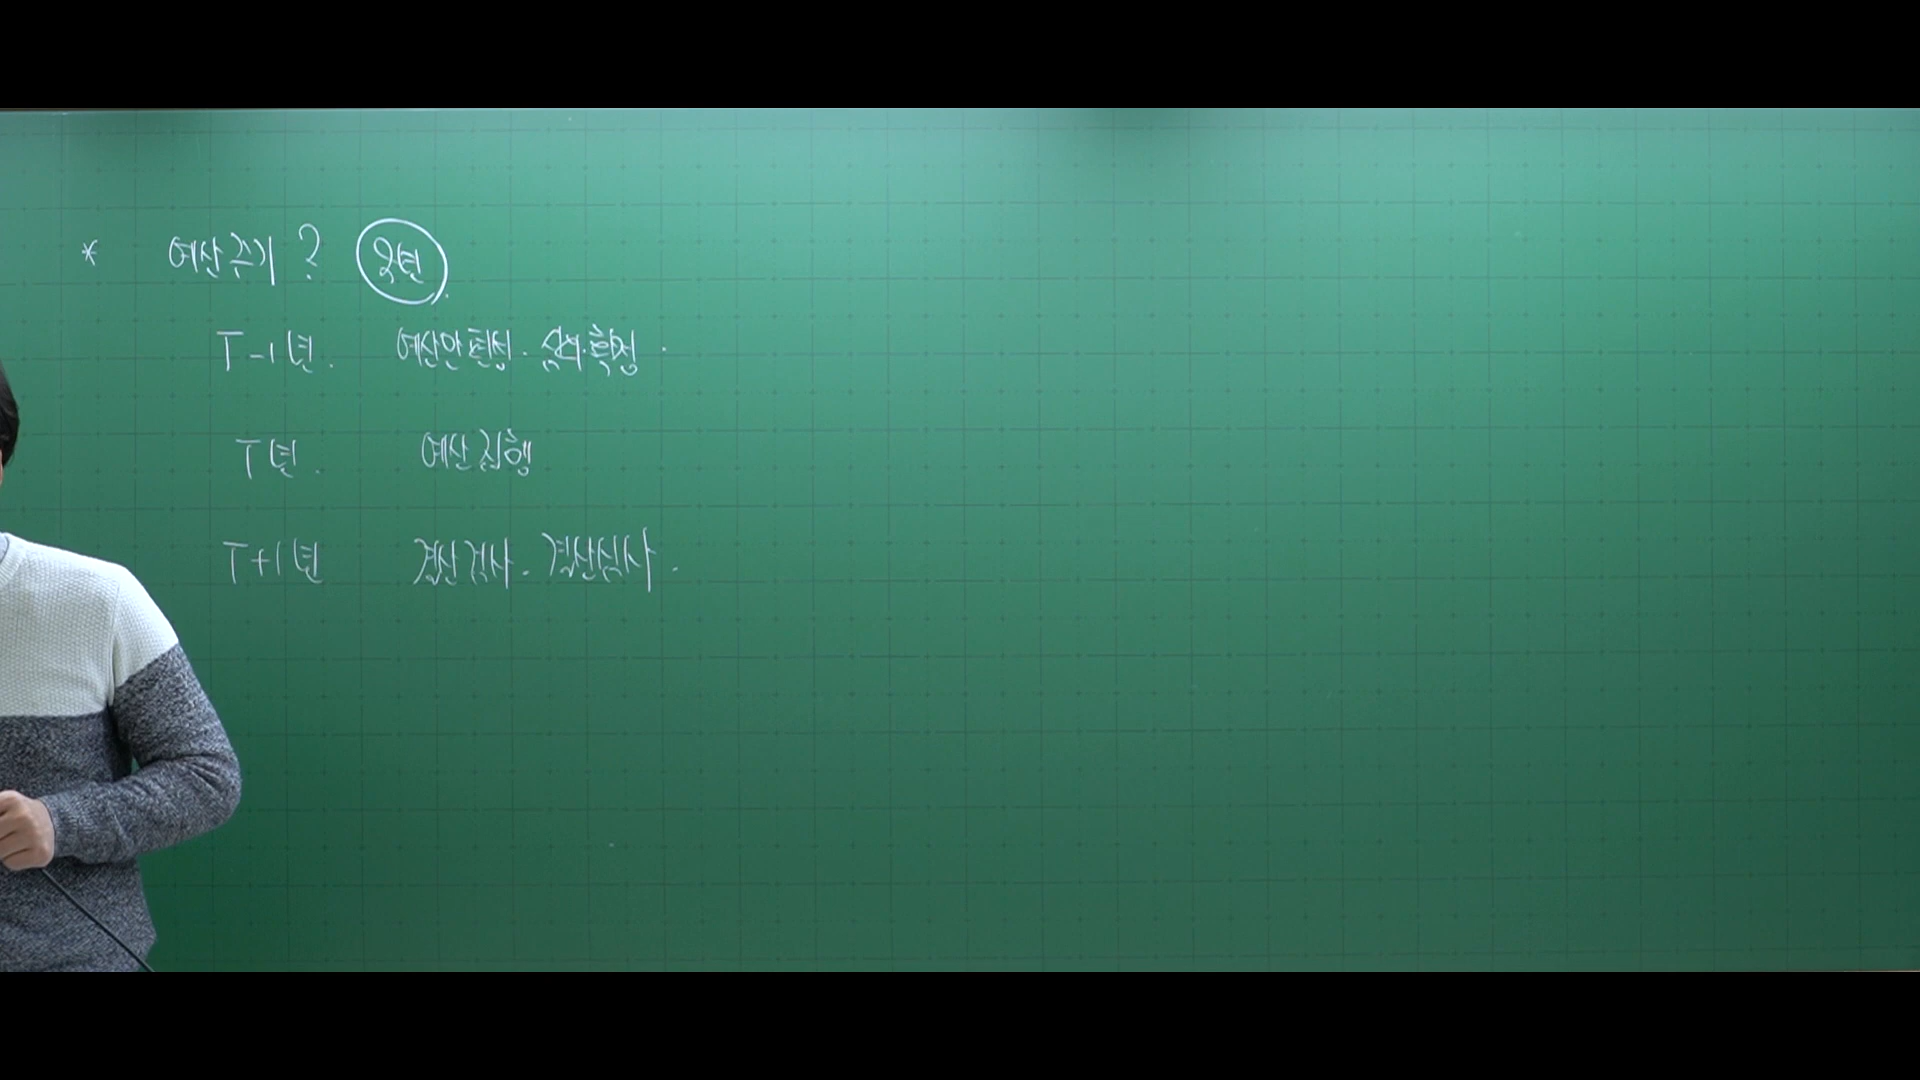 * 예산주기? 3년.
T-1년. 예산안편성. 심의·확정.
T년. 예산집행
T+1년 결산검사. 결산심사.